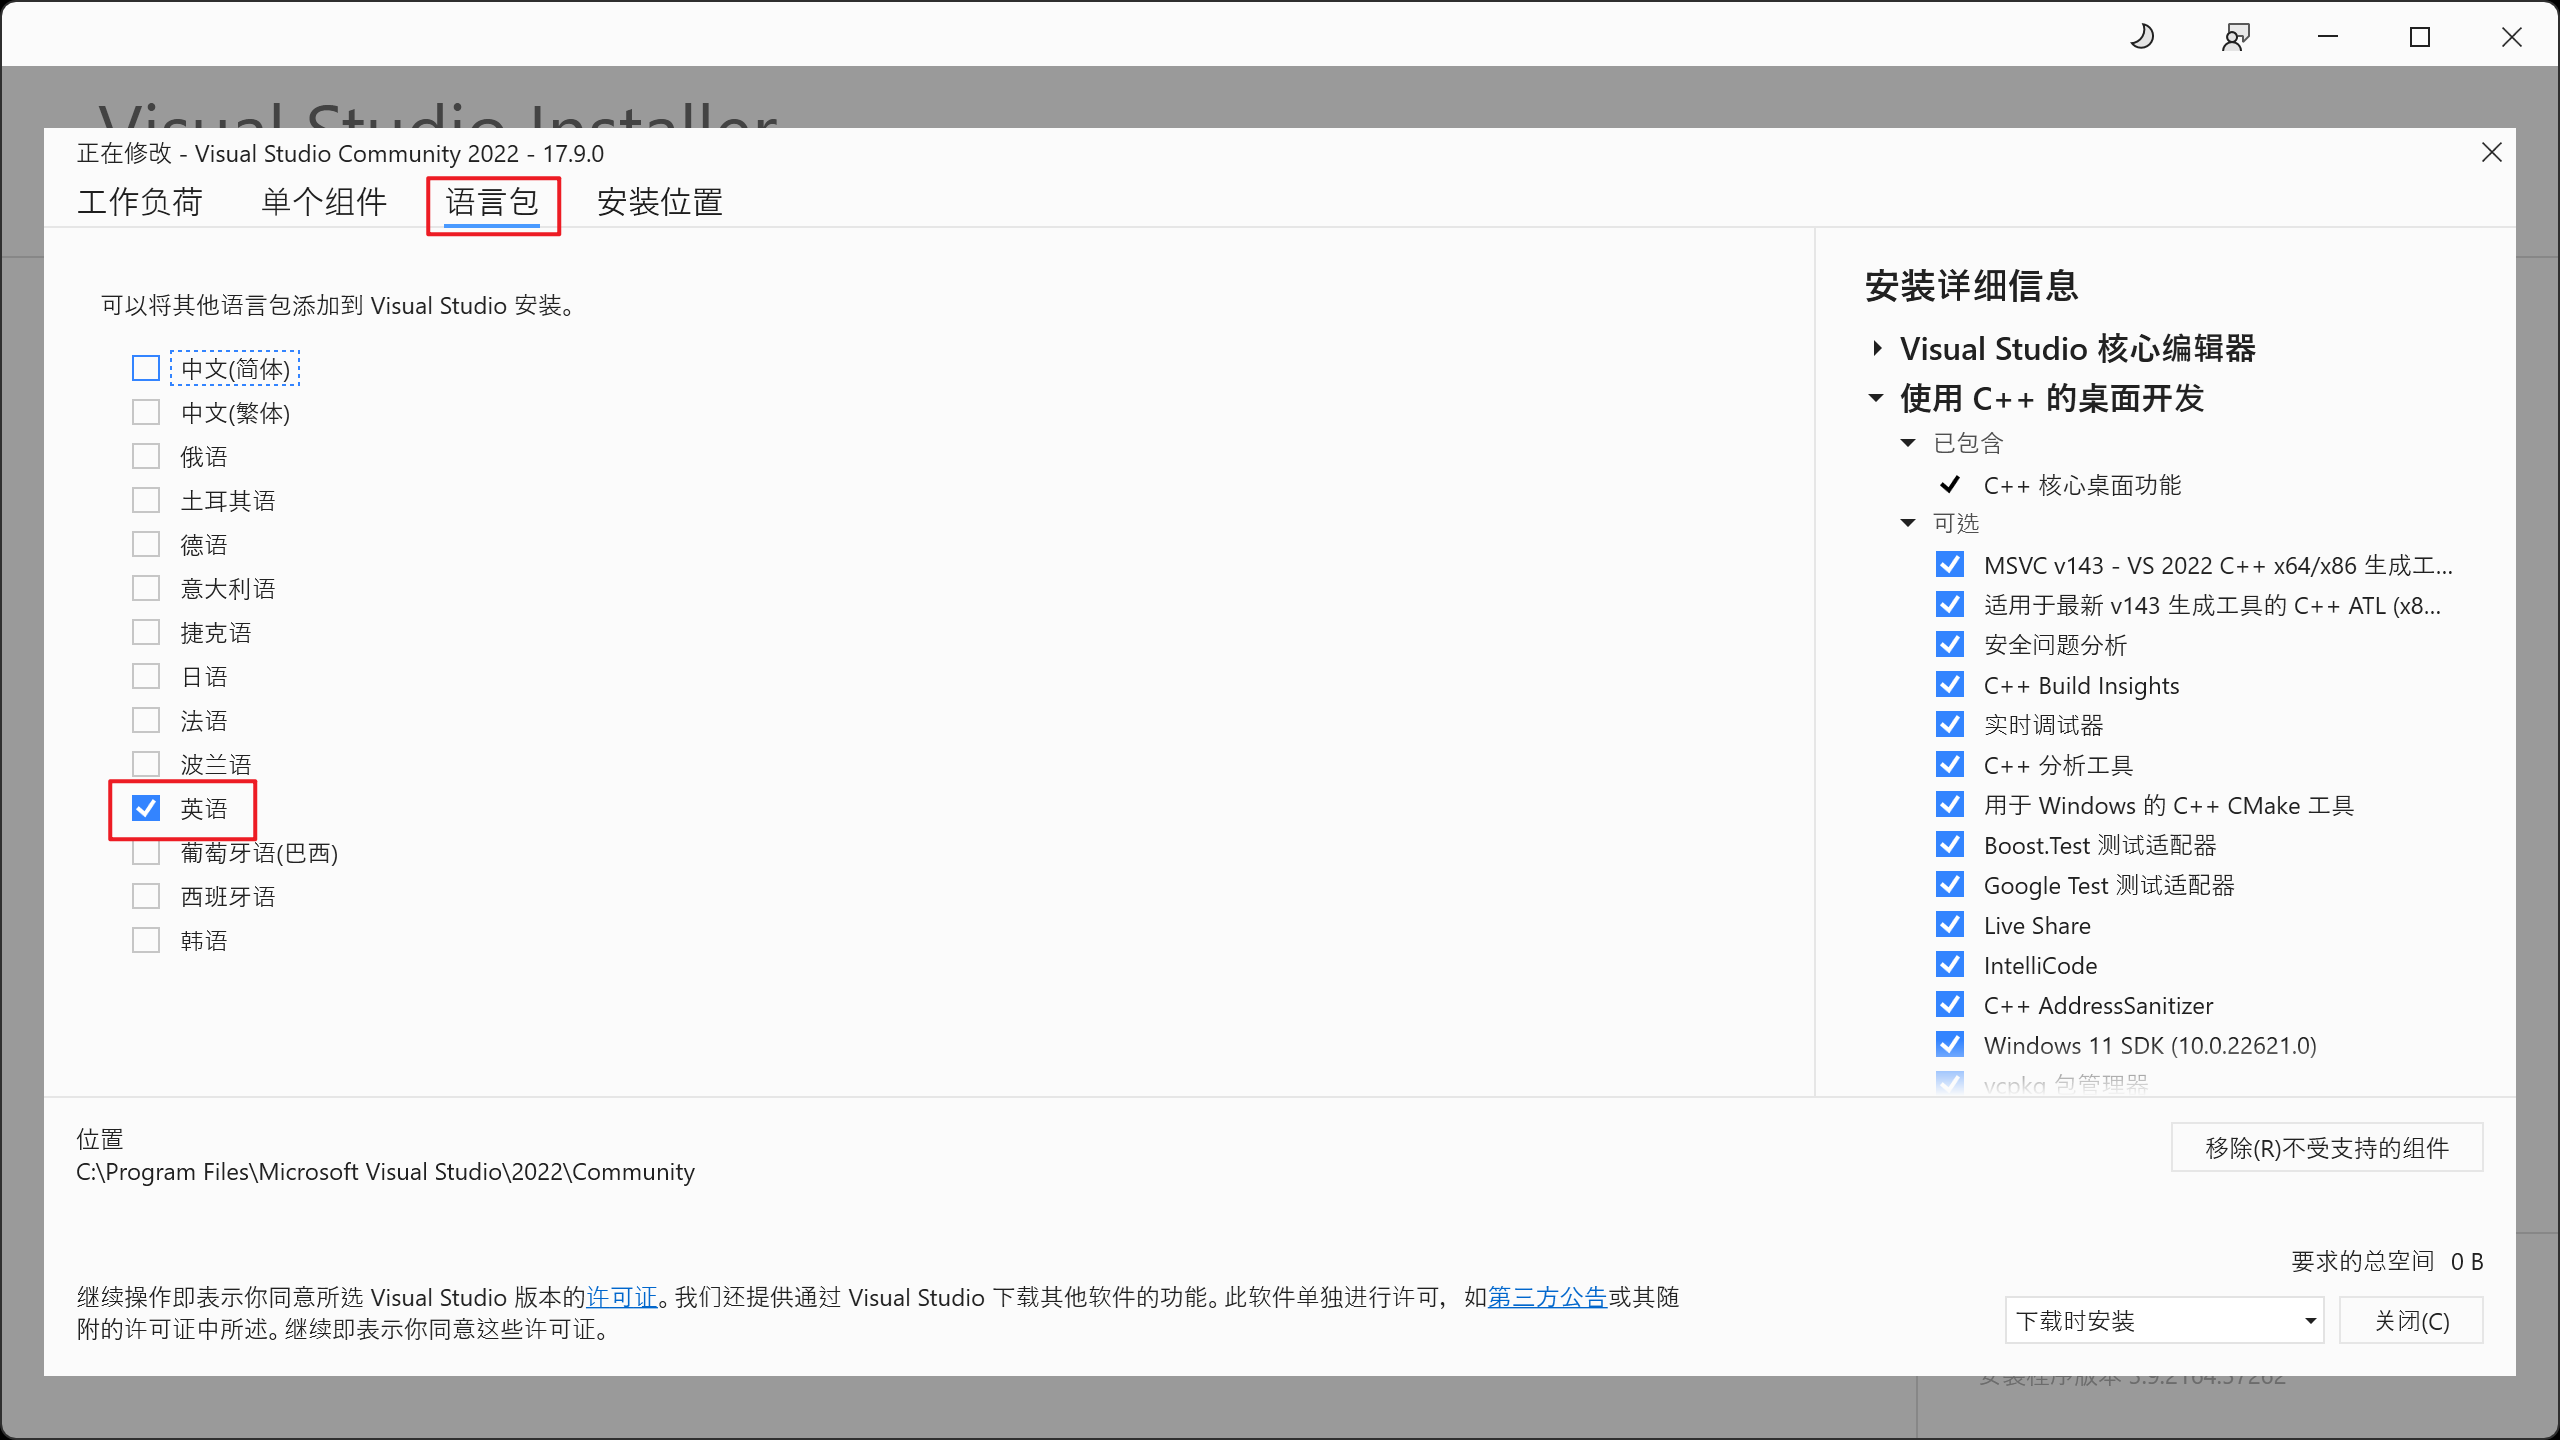 Visual Studio Installer
正在修改 - Visual Studio Community 2022 - 17.9.0
工作负荷 单个组件 语言包 安装位置
可以将其他语言包添加到 Visual Studio 安装。
中文(简体)
中文(繁体)
俄语
土耳其语
德语
意大利语
捷克语
日语
法语
波兰语
英语
葡萄牙语(巴西)
西班牙语
韩语
安装详细信息
Visual Studio 核心编辑器
使用 C++ 的桌面开发
已包含
C++ 核心桌面功能
可选
MSVC v143 - VS 2022 C++ x64/x86 生成工...
适用于最新 v143 生成工具的 C++ ATL (x8...
安全问题分析
C++ Build Insights
实时调试器
C++ 分析工具
用于 Windows 的 C++ CMake 工具
Boost.Test 测试适配器
Google Test 测试适配器
Live Share
IntelliCode
C++ AddressSanitizer
Windows 11 SDK (10.0.22621.0)
vcpkg 包管理器
位置
C:\Program Files\Microsoft Visual Studio\2022\Community
移除(R)不受支持的组件
要求的总空间 0 B
继续操作即表示你同意所选 Visual Studio 版本的许可证。我们还提供通过 Visual Studio 下载其他软件的功能。此软件单独进行许可，如第三方公告或其随
附的许可证中所述。继续即表示你同意这些许可证。
下载时安装
关闭(C)
安装程序版本 3.9.2164.57262